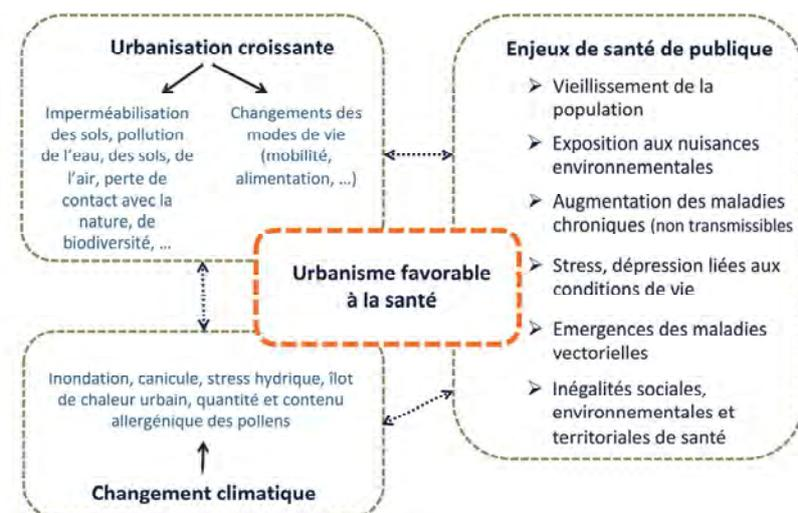 Urbanisation croissante
Imperméabilisation
des sols, pollution
de l'eau, des sols, de
l'air, perte de
contact avec la
nature, de
biodiversité, ...
Changements des
modes de vie
(mobilité,
alimentation, ...)
Enjeux de santé de publique
➤ Vieillissement de la
population
➤ Exposition aux nuisances
environnementales
➤ Augmentation des maladies
chroniques (non transmissibles
➤ Stress, dépression liées aux
conditions de vie
➤ Emergences des maladies
vectorielles
➤ Inégalités sociales,
environnementales et
territoriales de santé
Urbanisme favorable
à la santé
Inondation, canicule, stress hydrique, îlot
de chaleur urbain, quantité et contenu
allergénique des pollens
Changement climatique